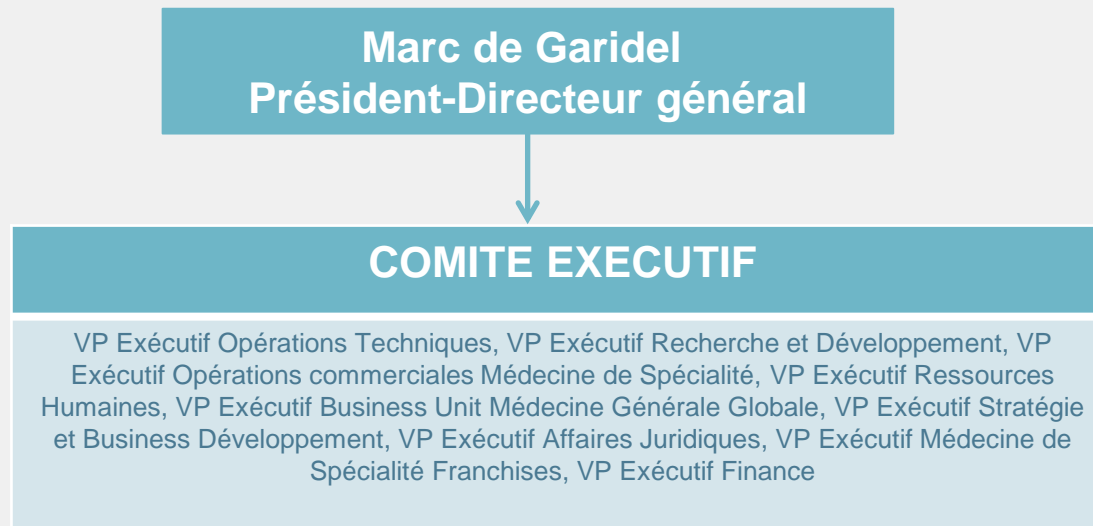 Marc de Garidel
Président-Directeur général
COMITE EXECUTIF
VP Exécutif Opérations Techniques, VP Exécutif Recherche et Développement, VP
Exécutif Opérations commerciales Médecine de Spécialité, VP Exécutif Ressources
Humaines, VP Exécutif Business Unit Médecine Générale Globale, VP Exécutif Stratégie
et Business Développement, VP Exécutif Affaires Juridiques, VP Exécutif Médecine de
Spécialité Franchises, VP Exécutif Finance